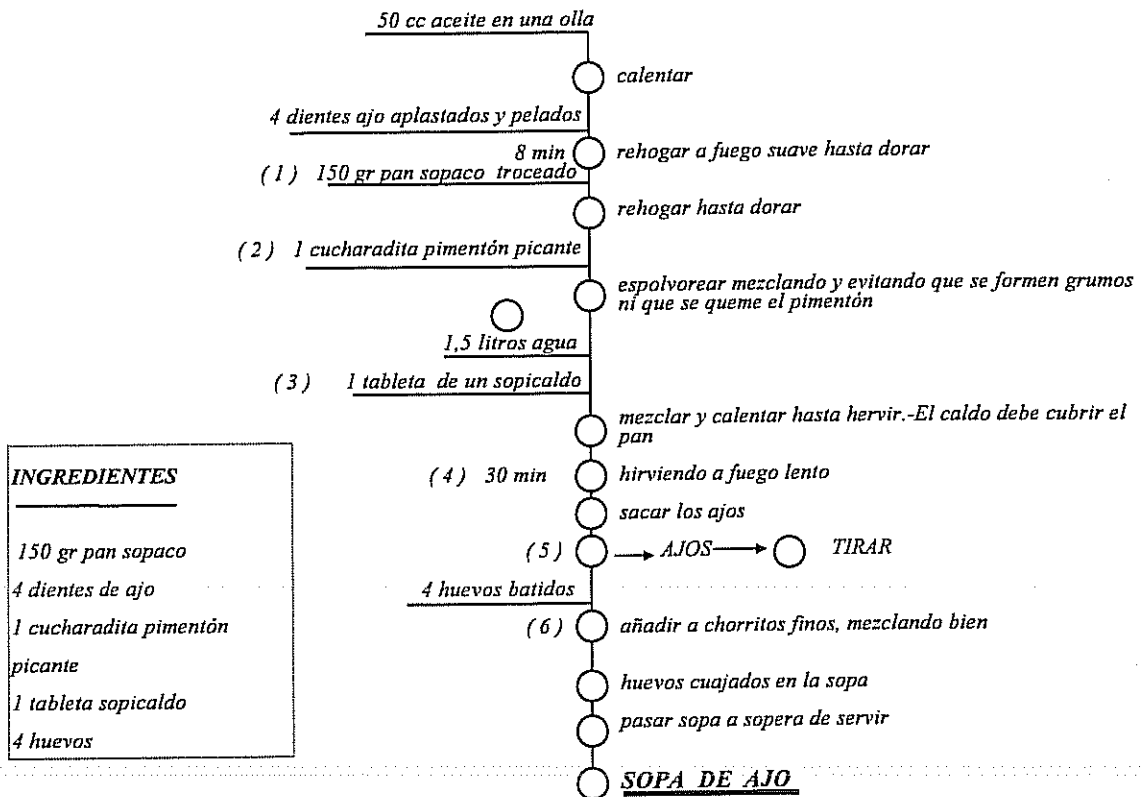 50 cc aceite en una olla
calentar
4 dientes ajo aplastados y pelados
8 min rehogar a fuego suave hasta dorar
( 1 ) 150 gr pan sopaco troceado
rehogar hasta dorar
( 2 ) 1 cucharadita pimentón picante
espolvorear mezclando y evitando que se formen grumos
ni que se queme el pimentón
1,5 litros agua
( 3 ) 1 tableta de un sopicaldo
mezclar y calentar hasta hervir.-El caldo debe cubrir el
pan
( 4 ) 30 min hirviendo a fuego lento
sacar los ajos
( 5 ) AJOS TIRAR
4 huevos batidos
( 6 ) añadir a chorritos finos, mezclando bien
huevos cuajados en la sopa
pasar sopa a sopera de servir
SOPA DE AJO
INGREDIENTES
150 gr pan sopaco
4 dientes de ajo
1 cucharadita pimentón
picante
1 tableta sopicaldo
4 huevos